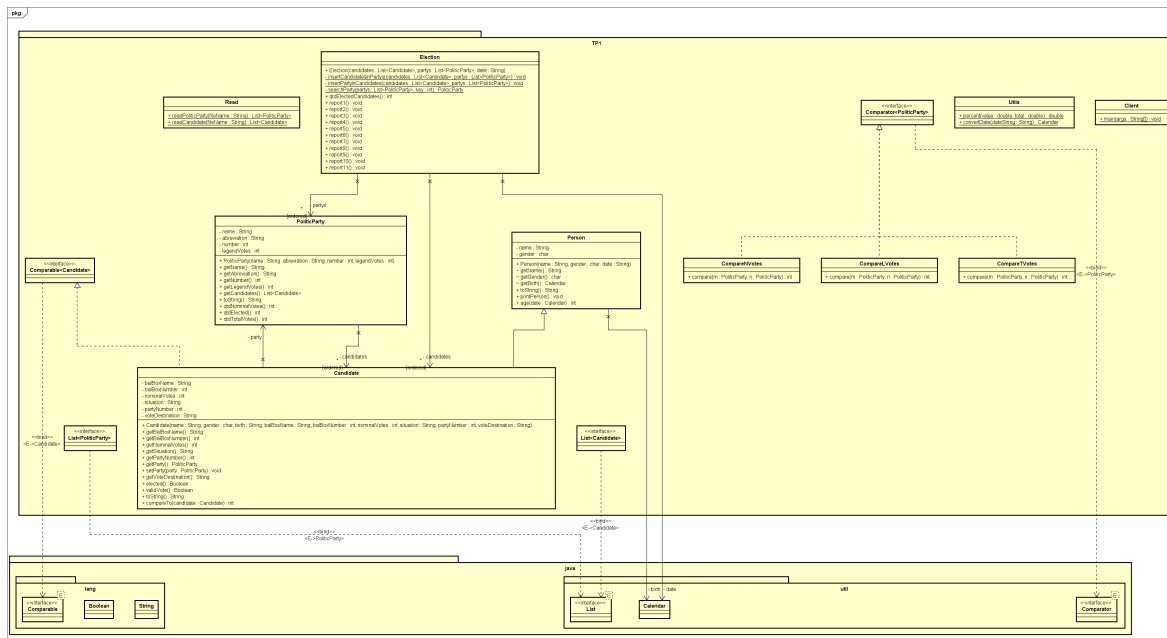 pkg
TP1
Election
+ Election(candidates : List<Candidate>, partys : List<PoliticParty>, date : String)
- insertCandidatesInPartys(candidates : List<Candidate>, partys : List<PoliticParty>) : void
- insertPartyInCandidates(candidates : List<Candidate>, partys : List<PoliticParty>) : void
- searchParty(partys : List<PoliticParty>, key : int) : PoliticParty
+ qtdElectedCandidates() : int
+ report1() : void
+ report2() : void
+ report3() : void
+ report4() : void
+ report5() : void
+ report6() : void
+ report7() : void
+ report8() : void
+ report9() : void
+ report10() : void
+ report11() : void
Read
+ readPoliticParty(fileName : String) : List<PoliticParty>
+ readCandidate(fileName : String) : List<Candidate>
<<interface>>
Comparator<PoliticParty>
Utils
+ percent(value : double, total : double) : double
+ convertDate(dateString : String) : Calendar
Client
+ main(args : String[]) : void
- partys
*
{ordered}
PoliticParty
- name : String
- abreviation : String
- number : int
- legendVotes : int
+ PoliticParty(name : String, abreviation : String, number : int, legendVotes : int)
+ getName() : String
+ getAbreviation() : String
+ getNumber() : int
+ getLegendVotes() : int
+ getCandidates() : List<Candidate>
+ toString() : String
+ qtdNominalVotes() : int
+ qtdElected() : int
+ qtdTotalVotes() : int
Person
- name : String
- gender : char
+ Person(name : String, gender : char, date : String)
~ getName() : String
~ getGender() : char
~ getBirth() : Calendar
+ toString() : String
+ printPerson() : void
+ age(date : Calendar) : int
CompareNVotes
+ compare(m : PoliticParty, n : PoliticParty) : int
CompareLVotes
+ compare(m : PoliticParty, n : PoliticParty) : int
CompareTVotes
+ compare(m : PoliticParty, n : PoliticParty) : int
<<bind>>
<E->PoliticParty>
<<interface>>
Comparable<Candidate>
- party
- candidates
*
{ordered}
- candidates
*
{ordered}
Candidate
- balBoxName : String
- balBoxNumber : int
- nominalVotes : int
- situation : String
- partyNumber : int
- voteDestination : String
+ Candidate(name : String, gender : char, birth : String, balBoxName : String, balBoxNumber : int, nominalVotes : int, situation : String, partyNumber : int, voteDestination : String)
+ getBalBoxName() : String
+ getBalBoxNumber() : int
+ getNominalVotes() : int
+ getSituation() : String
+ getPartyNumber() : int
+ getParty() : PoliticParty
+ setParty(party : PoliticParty) : void
+ getVoteDestination() : String
+ elected() : Boolean
+ validVote() : Boolean
+ toString() : String
+ compareTo(candidate : Candidate) : int
<<bind>>
<E->Candidate>
<<interface>>
List<PoliticParty>
<<interface>>
List<Candidate>
<<bind>>
<E->PoliticParty>
<<bind>>
<E->Candidate>
java
lang
<<interface>>
Comparable
E
Boolean
String
util
- birth
- date
<<interface>>
List
E
Calendar
<<interface>>
Comparator
E